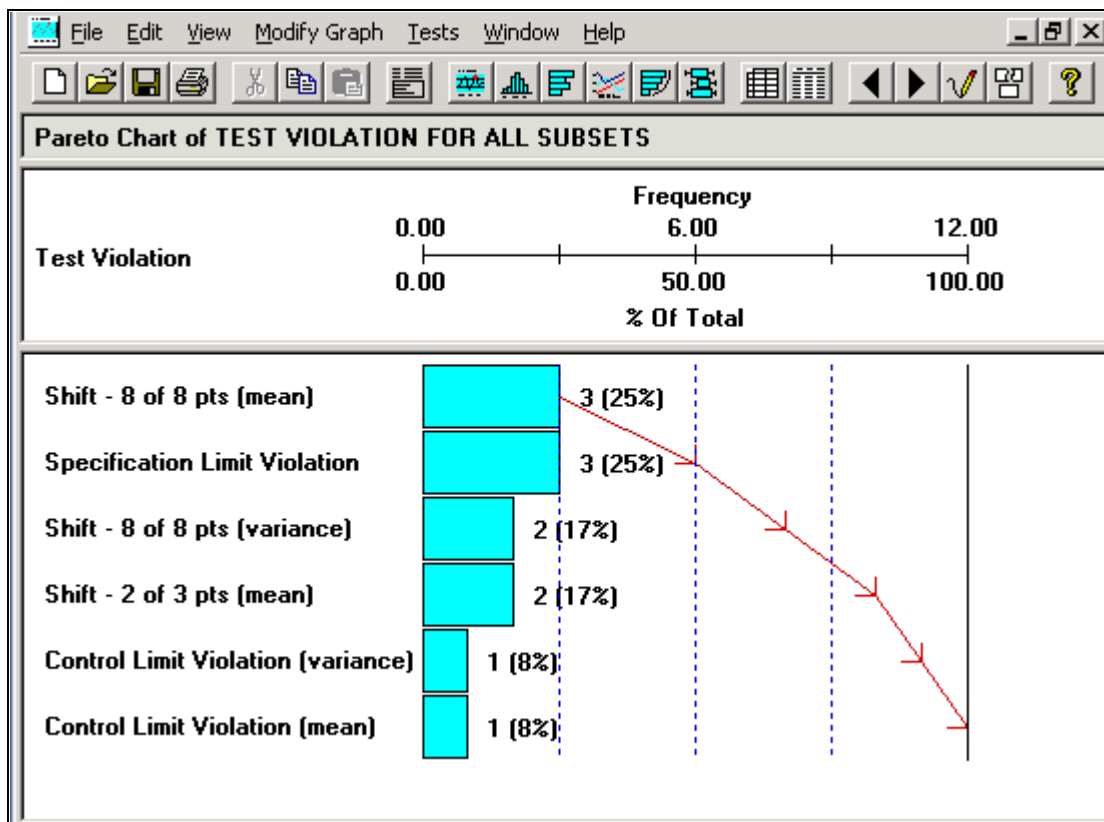 File Edit View Modify Graph Tests Window Help
Pareto Chart of TEST VIOLATION FOR ALL SUBSETS
Frequency
0.00 6.00 12.00
Test Violation
0.00 50.00 100.00
% Of Total
Shift - 8 of 8 pts (mean) 3 (25%)
Specification Limit Violation 3 (25%)
Shift - 8 of 8 pts (variance) 2 (17%)
Shift - 2 of 3 pts (mean) 2 (17%)
Control Limit Violation (variance) 1 (8%)
Control Limit Violation (mean) 1 (8%)